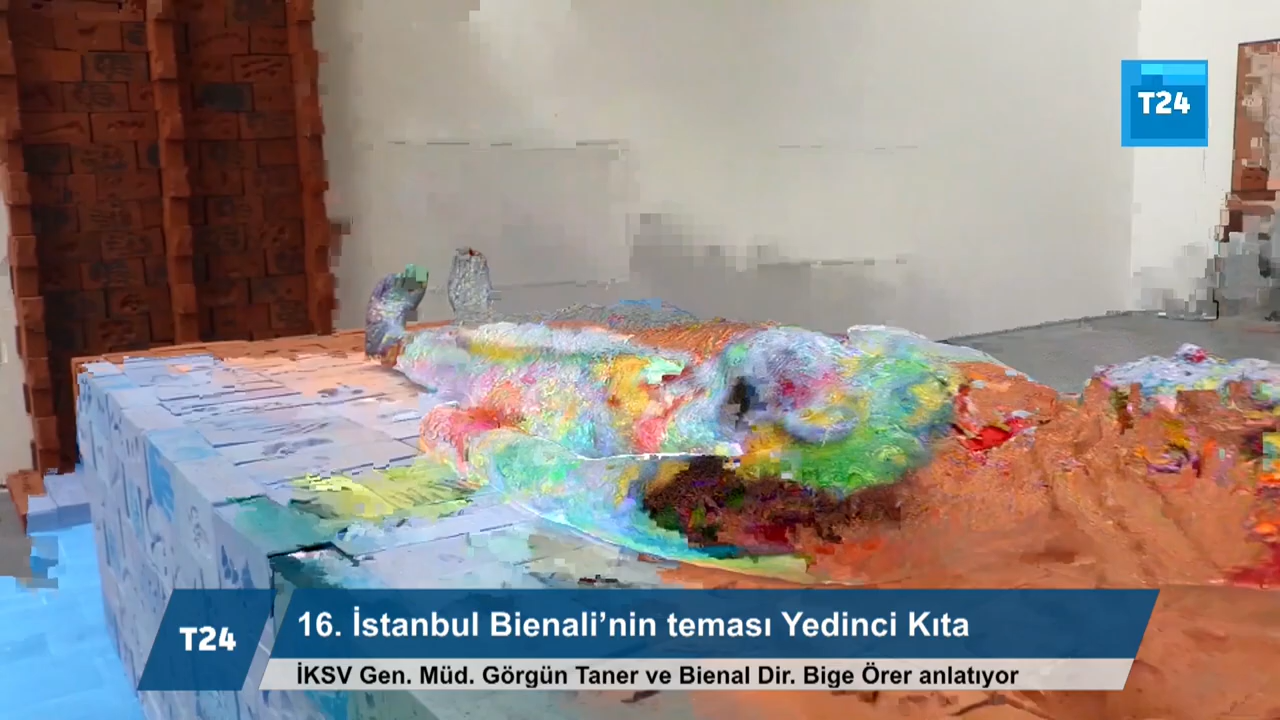 T24
T24
16. İstanbul Bienali’nin teması Yedinci Kıta
İKSV Gen. Müd. Görgün Taner ve Bienal Dir. Bige Örer anlatıyor